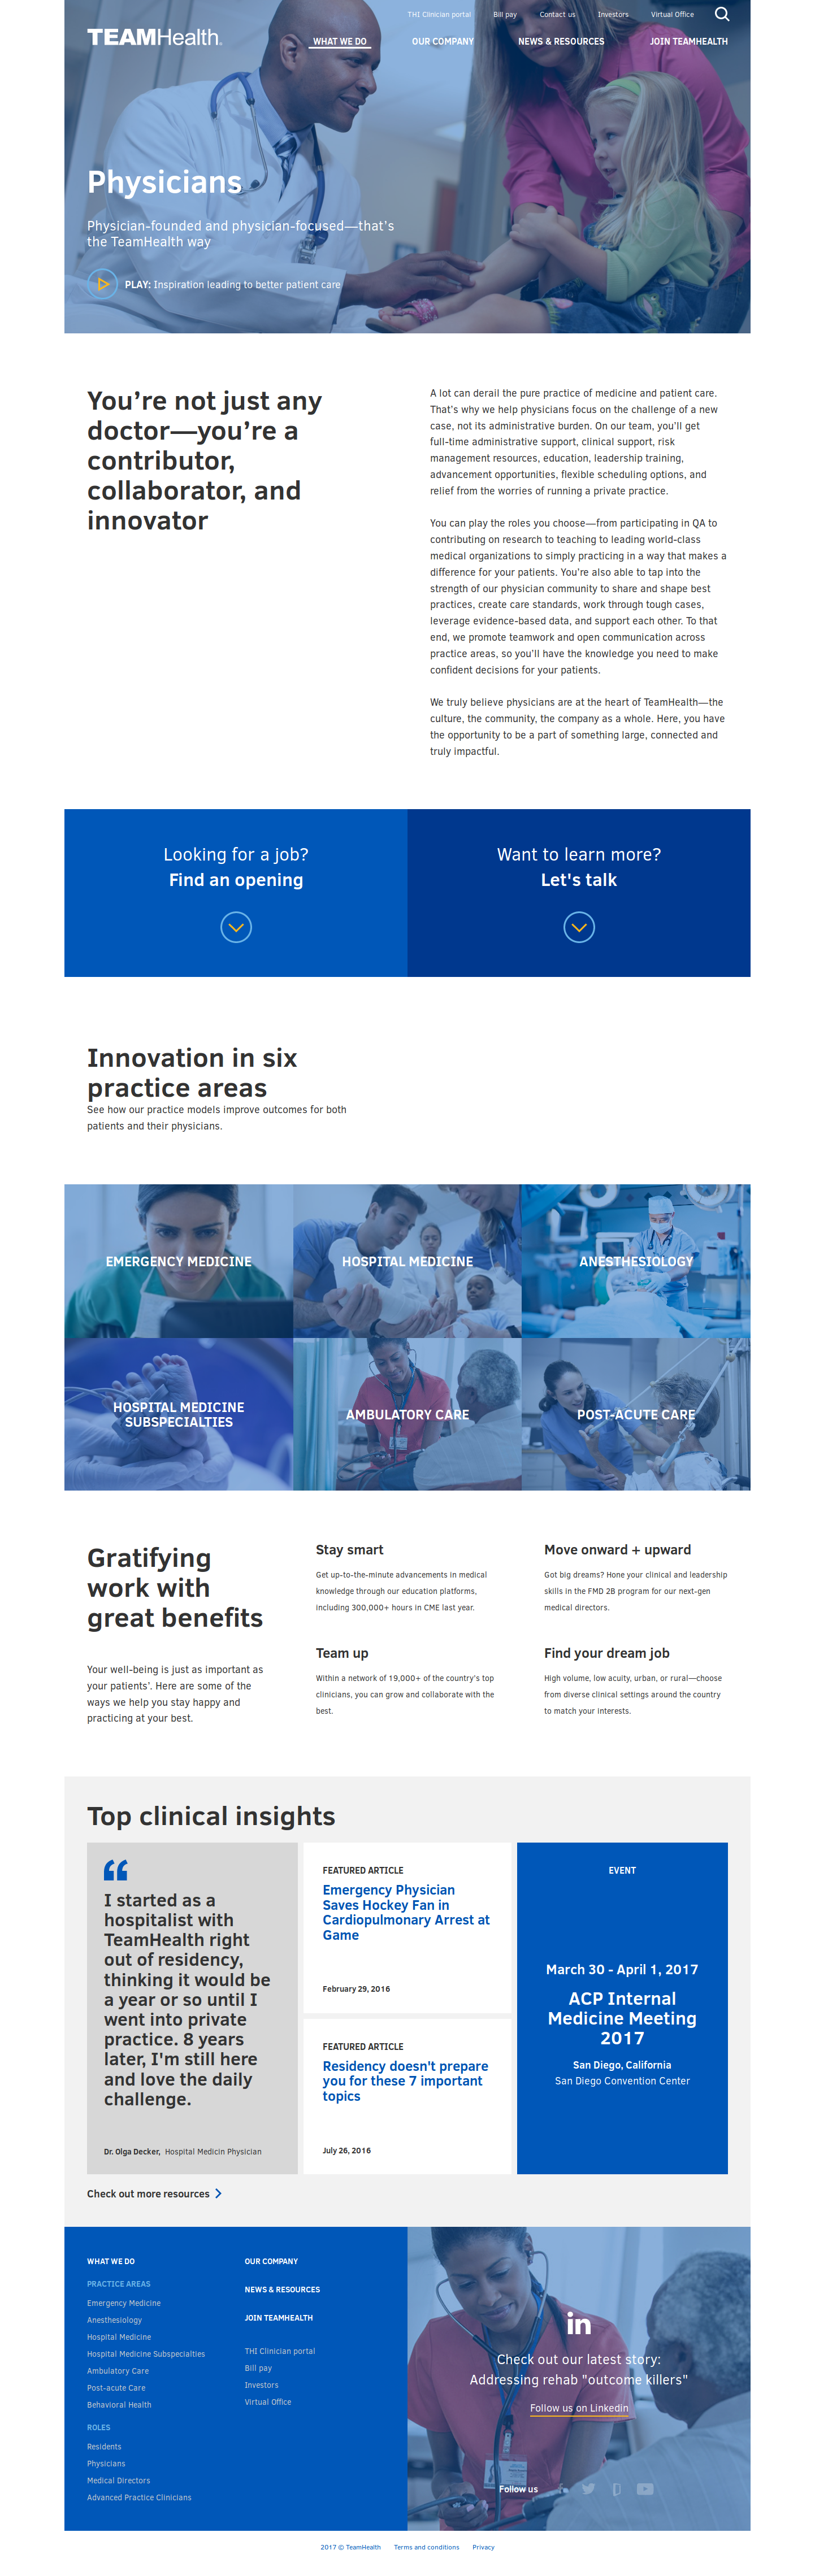 THI Clinician portal
Bill pay
Contact us
Investors
Virtual Office
TEAMHealth
WHAT WE DO
OUR COMPANY
NEWS & RESOURCES
JOIN TEAMHEALTH
Physicians
Physician-founded and physician-focused—that's
the TeamHealth way
PLAY: Inspiration leading to better patient care
You're not just any
doctor—you're a
contributor,
collaborator, and
innovator
A lot can derail the pure practice of medicine and patient care.
That's why we help physicians focus on the challenge of a new
case, not its administrative burden. On our team, you'll get
full-time administrative support, clinical support, risk
management resources, education, leadership training,
advancement opportunities, flexible scheduling options, and
relief from the worries of running a private practice.
You can play the roles you choose—from participating in QA to
contributing on research to teaching to leading world-class
medical organizations to simply practicing in a way that makes a
difference for your patients. You're also able to tap into the
strength of our physician community to share and shape best
practices, create care standards, work through tough cases,
leverage evidence-based data, and support each other. To that
end, we promote teamwork and open communication across
practice areas, so you'll have the knowledge you need to make
confident decisions for your patients.
We truly believe physicians are at the heart of TeamHealth—the
culture, the community, the company as a whole. Here, you have
the opportunity to be a part of something large, connected and
truly impactful.
Looking for a job?
Find an opening
Want to learn more?
Let's talk
Innovation in six
practice areas
See how our practice models improve outcomes for both
patients and their physicians.
EMERGENCY MEDICINE
HOSPITAL MEDICINE
ANESTHESIOLOGY
HOSPITAL MEDICINE
SUBSPECIALTIES
AMBULATORY CARE
POST-ACUTE CARE
Gratifying
work with
great benefits
Your well-being is just as important as
your patients'. Here are some of the
ways we help you stay happy and
practicing at your best.
Stay smart
Get up-to-the-minute advancements in medical
knowledge through our education platforms,
including 300,000+ hours in CME last year.
Move onward + upward
Got big dreams? Hone your clinical and leadership
skills in the FMD 2B program for our next-gen
medical directors.
Team up
Within a network of 19,000+ of the country's top
clinicians, you can grow and collaborate with the
best.
Find your dream job
High volume, low acuity, urban, or rural—choose
from diverse clinical settings around the country
to match your interests.
Top clinical insights
I started as a
hospitalist with
TeamHealth right
out of residency,
thinking it would be
a year or so until I
went into private
practice. 8 years
later, I'm still here
and love the daily
challenge.
Dr. Olga Decker, Hospital Medicin Physician
FEATURED ARTICLE
Emergency Physician
Saves Hockey Fan in
Cardiopulmonary Arrest at
Game
February 29, 2016
FEATURED ARTICLE
Residency doesn't prepare
you for these 7 important
topics
July 26, 2016
EVENT
March 30 - April 1, 2017
ACP Internal
Medicine Meeting
2017
San Diego, California
San Diego Convention Center
Check out more resources
WHAT WE DO
PRACTICE AREAS
Emergency Medicine
Anesthesiology
Hospital Medicine
Hospital Medicine Subspecialties
Ambulatory Care
Post-acute Care
Behavioral Health
ROLES
Residents
Physicians
Medical Directors
Advanced Practice Clinicians
OUR COMPANY
NEWS & RESOURCES
JOIN TEAMHEALTH
THI Clinician portal
Bill pay
Investors
Virtual Office
in
Check out our latest story:
Addressing rehab "outcome killers"
Follow us on Linkedin
Follow us
2017 © TeamHealth
Terms and conditions
Privacy